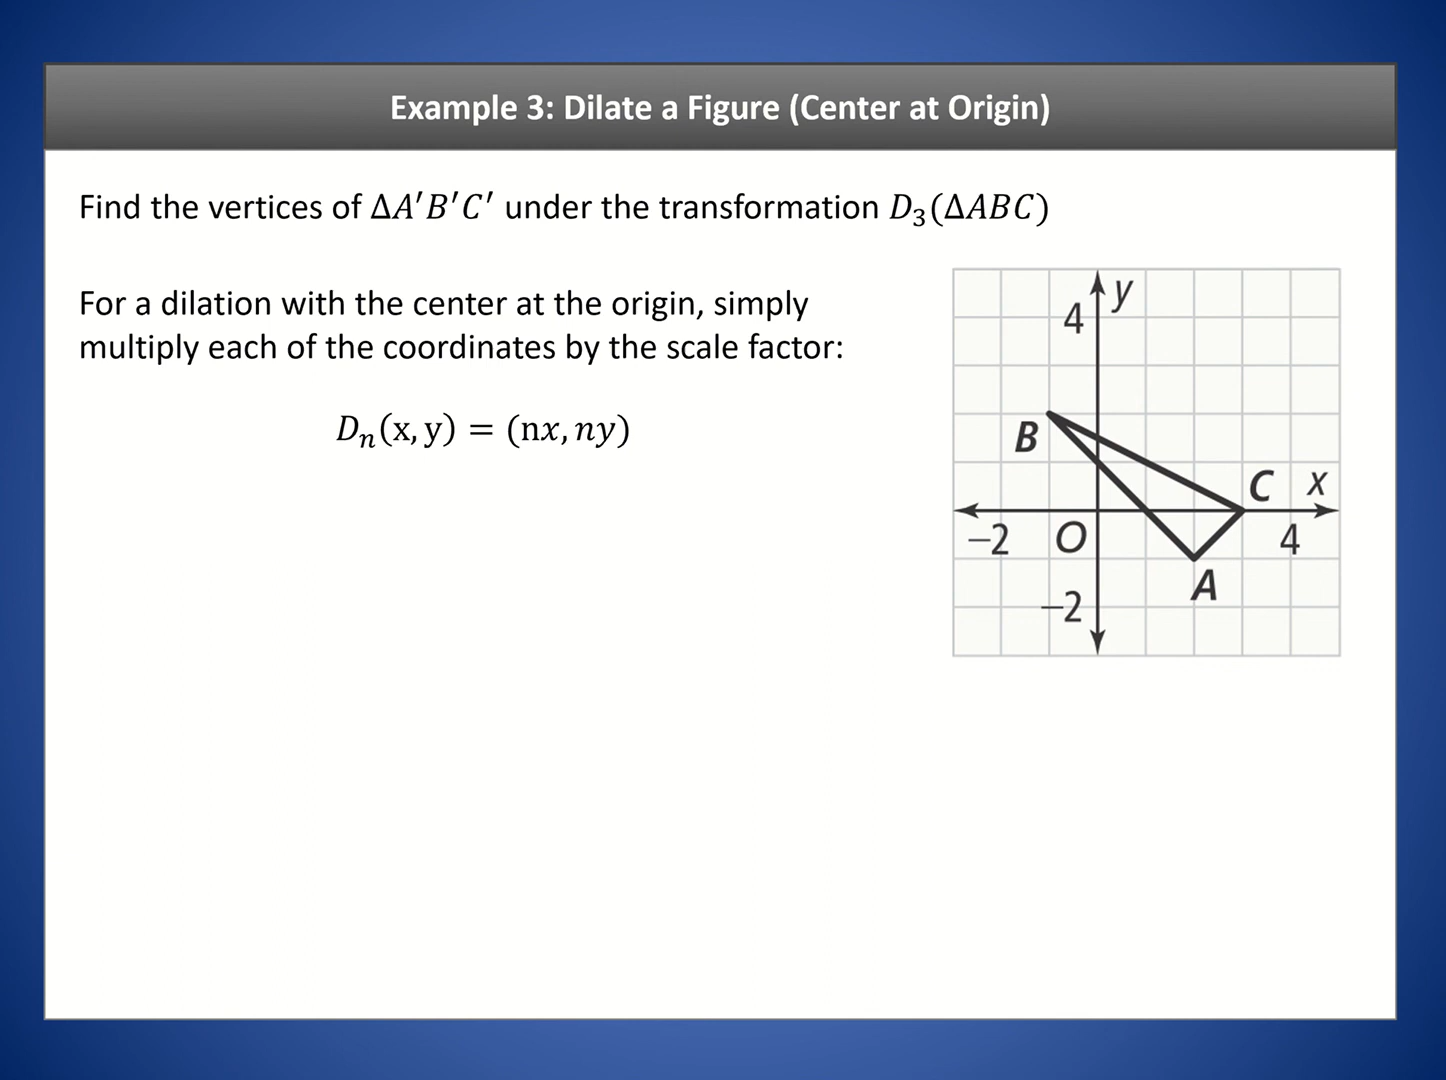 Example 3: Dilate a Figure (Center at Origin)
Find the vertices of ΔA′B′C′ under the transformation D₃(ΔABC)
For a dilation with the center at the origin, simply
multiply each of the coordinates by the scale factor:
Dₙ(x, y) = (nx, ny)
y
4
B
C
x
−2
O
4
A
−2